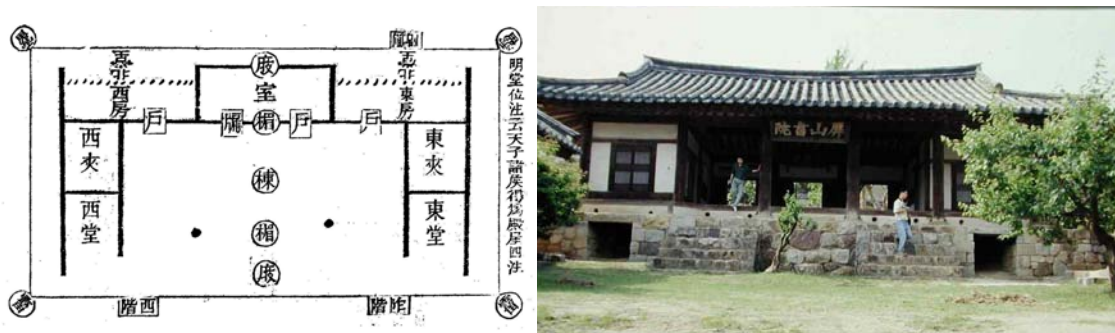 室
西房
東房
戶
牖
楣
戶
戶
西夾
東夾
棟
西堂
東堂
楣
西階
阼階
明堂位注云天子諸侯得爲殿屋四注
屛山書院